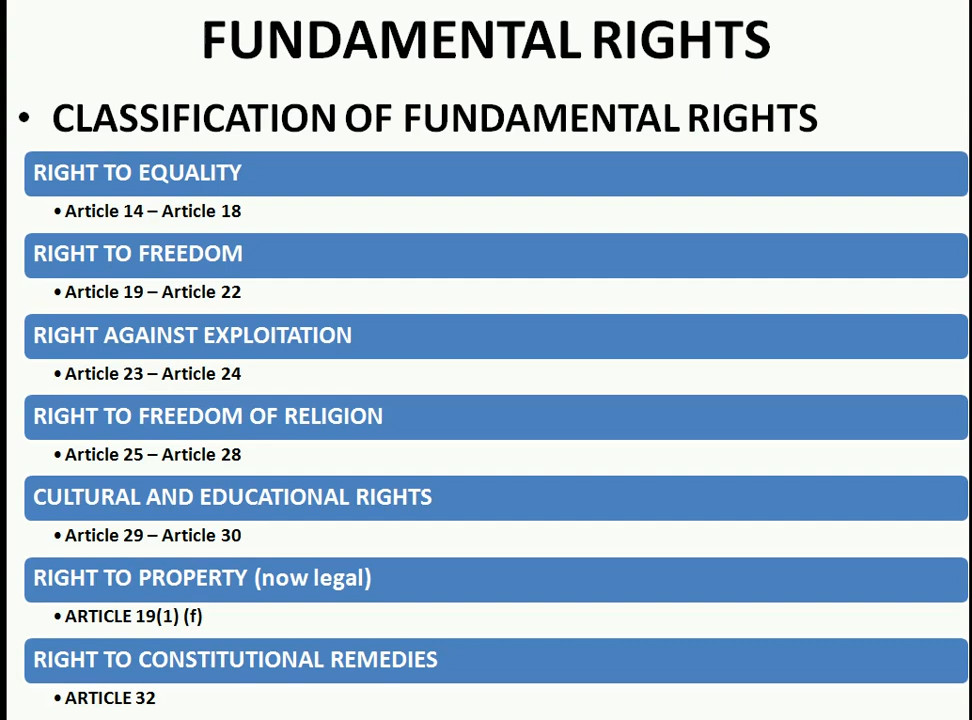 FUNDAMENTAL RIGHTS
• CLASSIFICATION OF FUNDAMENTAL RIGHTS
RIGHT TO EQUALITY
• Article 14 – Article 18
RIGHT TO FREEDOM
• Article 19 – Article 22
RIGHT AGAINST EXPLOITATION
• Article 23 – Article 24
RIGHT TO FREEDOM OF RELIGION
• Article 25 – Article 28
CULTURAL AND EDUCATIONAL RIGHTS
• Article 29 – Article 30
RIGHT TO PROPERTY (now legal)
• ARTICLE 19(1) (f)
RIGHT TO CONSTITUTIONAL REMEDIES
• ARTICLE 32